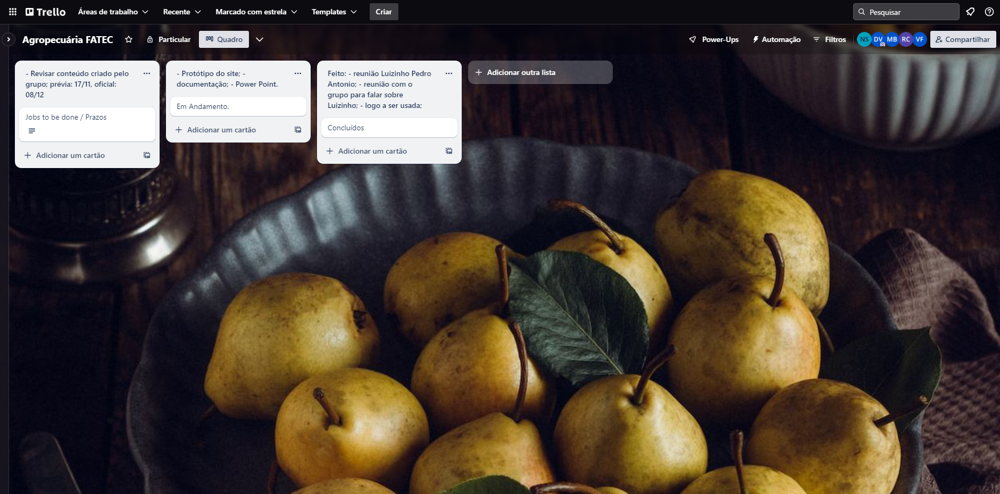 Trello
Áreas de trabalho
Recente
Marcado com estrela
Templates
Criar
Pesquisar
Agropecuária FATEC
Particular
Quadro
Power-Ups
Automação
Filtros
NS
DV
MB
RC
VF
Compartilhar
- Revisar conteúdo criado pelo
grupo; prévia: 17/11, oficial:
08/12
Jobs to be done / Prazos
Adicionar um cartão
- Protótipo do site; -
documentação; - Power Point.
Em Andamento.
Adicionar um cartão
Feito: - reunião Luizinho Pedro
Antonio; - reunião com o
grupo para falar sobre
Luizinho; - logo a ser usada;
Concluídos
Adicionar um cartão
Adicionar outra lista